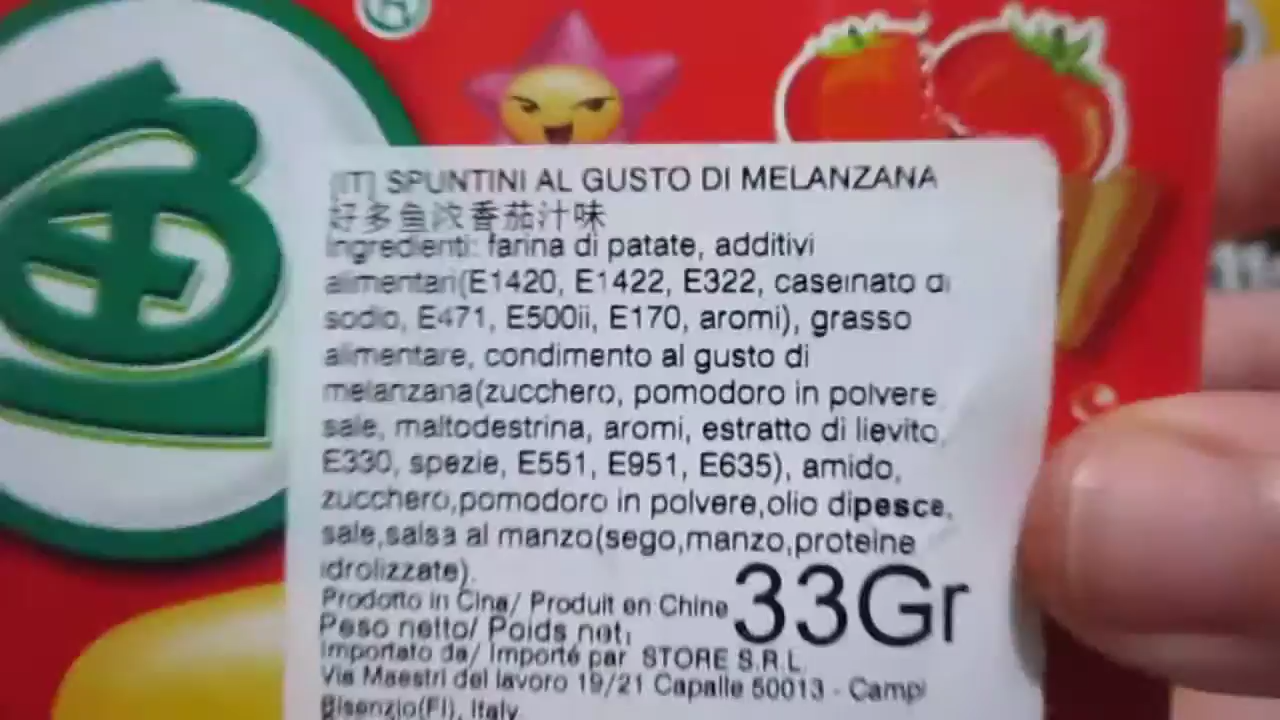 鱼
®
[IT] SPUNTINI AL GUSTO DI MELANZANA
好多鱼浓香茄汁味
Ingredienti: farina di patate, additivi
alimentari(E1420, E1422, E322, caseinato di
sodio, E471, E500ii, E170, aromi), grasso
alimentare, condimento al gusto di
melanzana(zucchero, pomodoro in polvere,
sale, maltodestrina, aromi, estratto di lievito,
E330, spezie, E551, E951, E635), amido,
zucchero,pomodoro in polvere,olio dipesce,
sale,salsa al manzo(sego,manzo,proteine
idrolizzate).
Prodotto in Cina/ Produit en Chine
Peso netto/ Poids net: 33Gr
Importato da/ Importé par STORE S.R.L.
Via Maestri del lavoro 19/21 Capalle 50013 - Campi
Bisenzio(FI), Italy